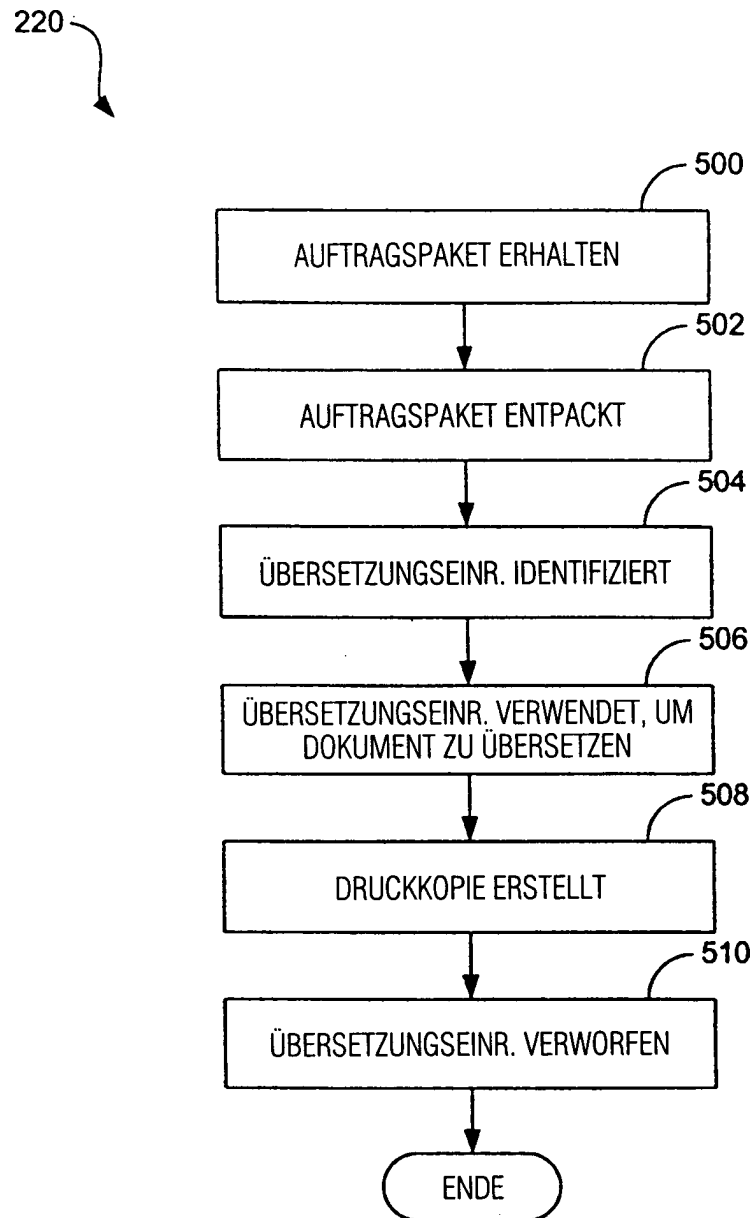 220
500
AUFTRAGSPAKET ERHALTEN
502
AUFTRAGSPAKET ENTPACKT
504
ÜBERSETZUNGSEINR. IDENTIFIZIERT
506
ÜBERSETZUNGSEINR. VERWENDET, UM
DOKUMENT ZU ÜBERSETZEN
508
DRUCKKOPIE ERSTELLT
510
ÜBERSETZUNGSEINR. VERWORFEN
ENDE